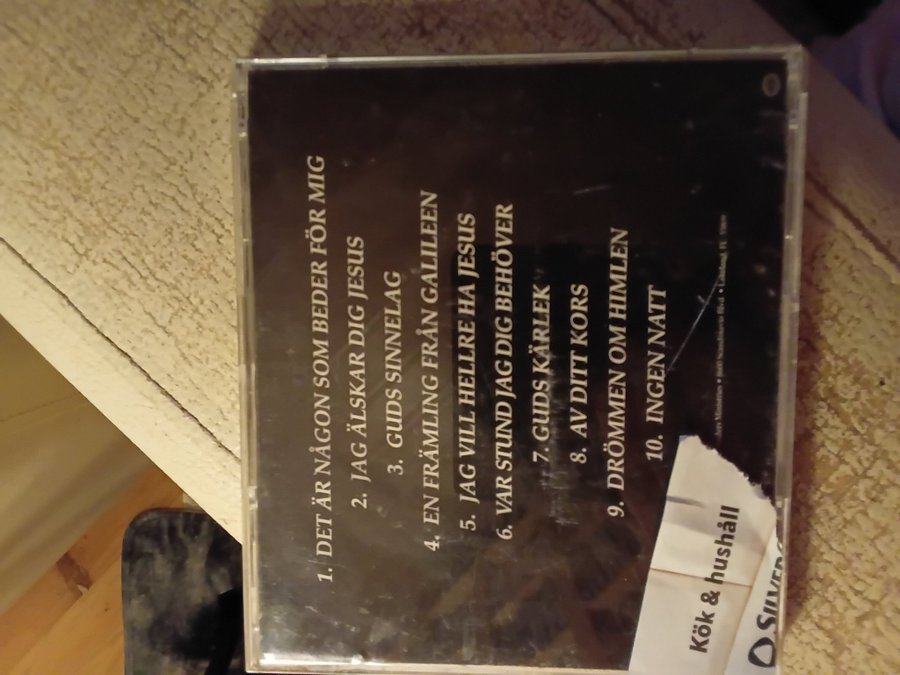 1. DET ÄR NÅGON SOM BEDER FÖR MIG
2. JAG ÄLSKAR DIG JESUS
3. GUDS SINNELAG
4. EN FRÄMLING FRÅN GALILEEN
5. JAG VILL HELLRE HA JESUS
6. VAR STUND JAG DIG BEHÖVER
7. GUDS KÄRLEK
8. AV DITT KORS
9. DRÖMMEN OM HIMLEN
10. INGEN NATT
Kök & hushåll